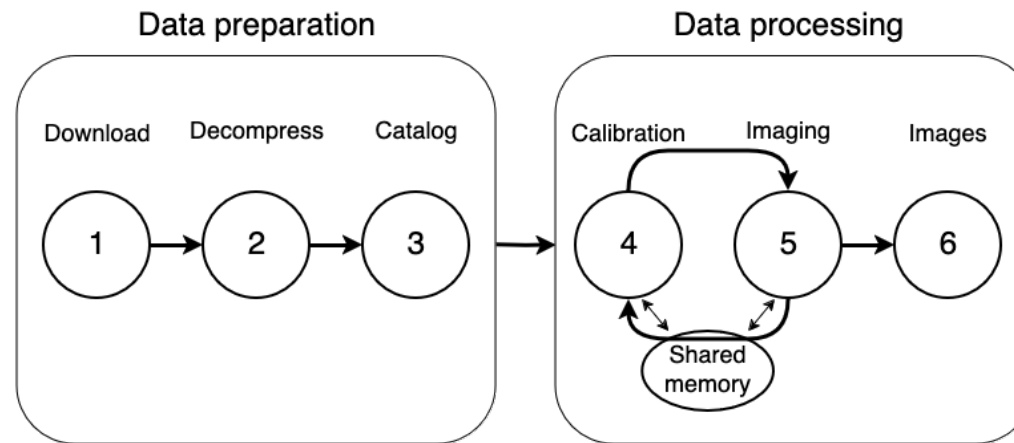 Data preparation
Data processing
Download
Decompress
Catalog
Calibration
Imaging
Images
1
2
3
4
5
6
Shared
memory